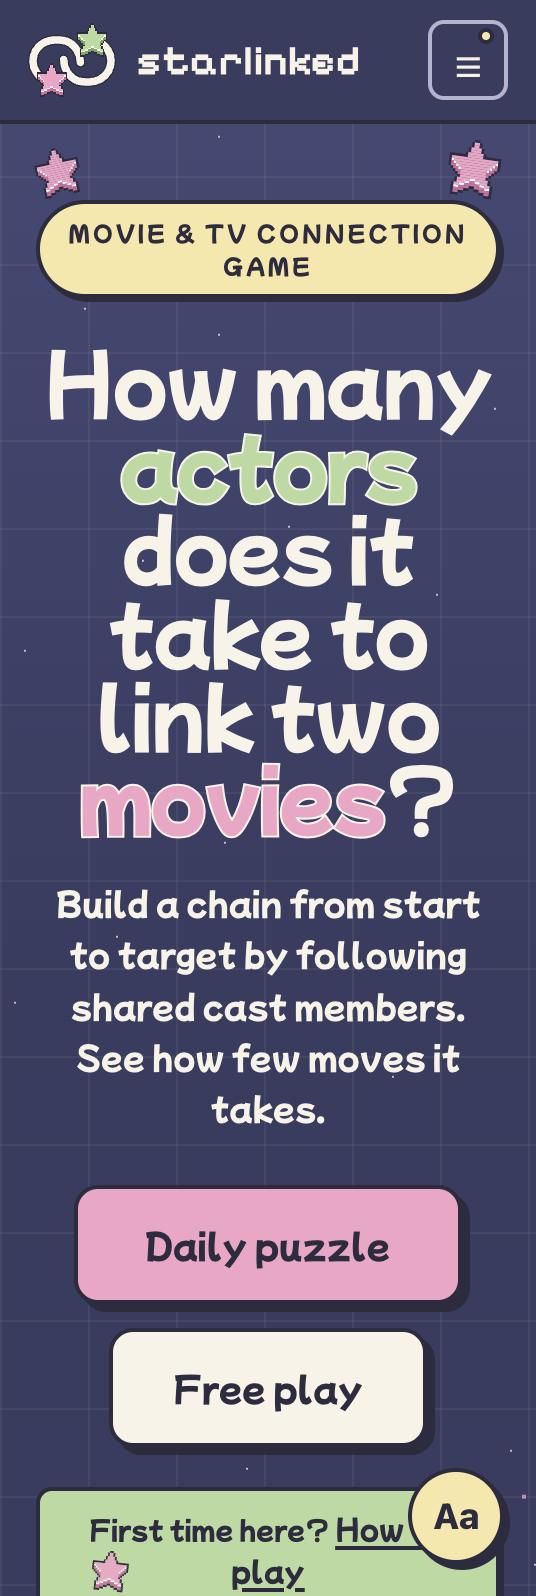 starlinked
MOVIE & TV CONNECTION
GAME
How many
actors
does it
take to
link two
movies?
Build a chain from start
to target by following
shared cast members.
See how few moves it
takes.
Daily puzzle
Free play
First time here? How
play
Aa